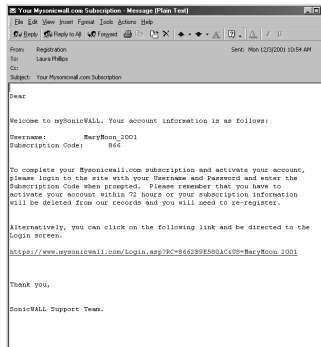 Your Mysonicwall.com Subscription - Message (Plain Text)
File Edit View Insert Format Tools Actions Help
Reply Reply to All Forward
From: Registration Sent: Mon 12/3/2001 10:54 AM
To: Laura Phillips
Cc:
Subject: Your Mysonicwall.com Subscription
Dear
Welcome to mySonicWALL. Your account information is as follows:
Username: MaryMoon_2001
Subscription Code: 866
To complete your Mysonicwall.com subscription and activate your account,
please login to the site with your Username and Password and enter the
Subscription Code when prompted. Please remember that you have to
activate your account within 72 hours or your subscription information
will be deleted from our records and you will need to re-register.
Alternatively, you can click on the following link and be directed to the
Login screen.
https://www.mysonicwall.com/Login.asp?RC=8662B9E580AC&US=MaryMoon_2001
Thank you,
SonicWALL Support Team.